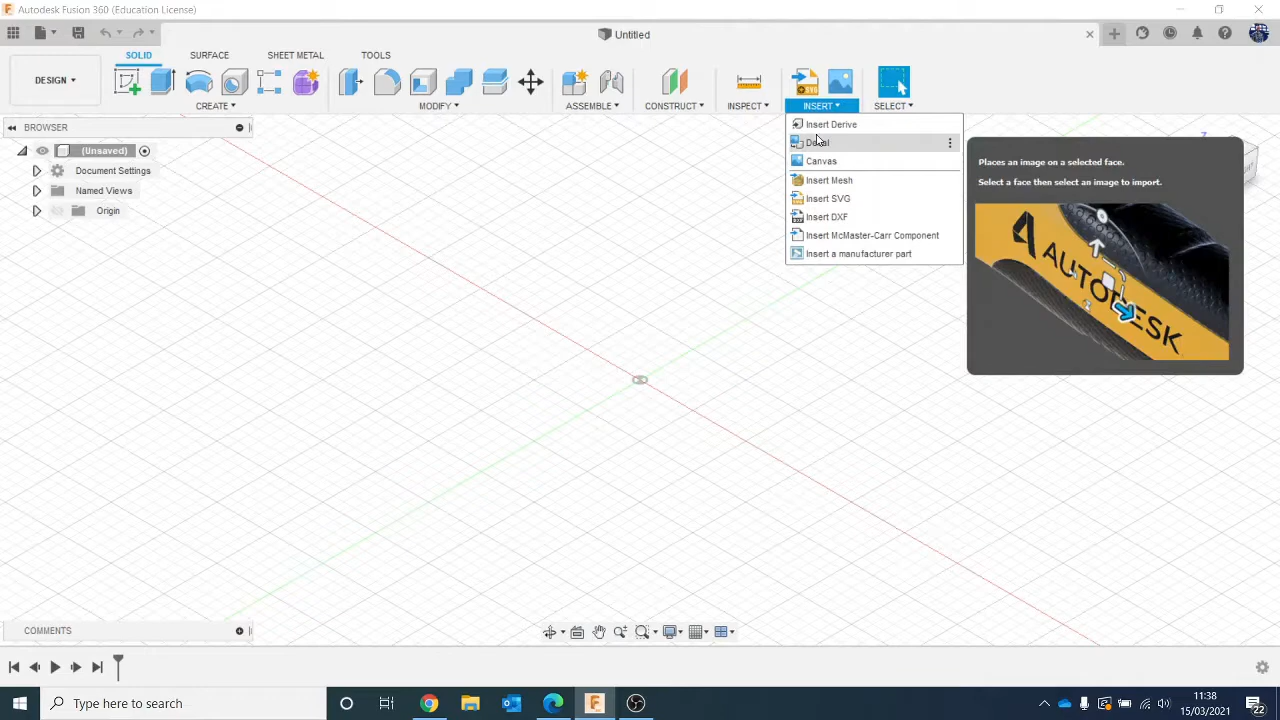 Autodesk Fusion 360 (Education License)
Untitled
DESIGN
SOLID
SURFACE
SHEET METAL
TOOLS
CREATE
MODIFY
ASSEMBLE
CONSTRUCT
INSPECT
INSERT
SELECT
BROWSER
(Unsaved)
Document Settings
Named Views
Origin
Insert Derive
Decal
Canvas
Insert Mesh
Insert SVG
Insert DXF
Insert McMaster-Carr Component
Insert a manufacturer part
Places an image on a selected face.
Select a face then select an image to import.
AUTODESK
Z
COMMENTS
Type here to search
11:38
15/03/2021
22